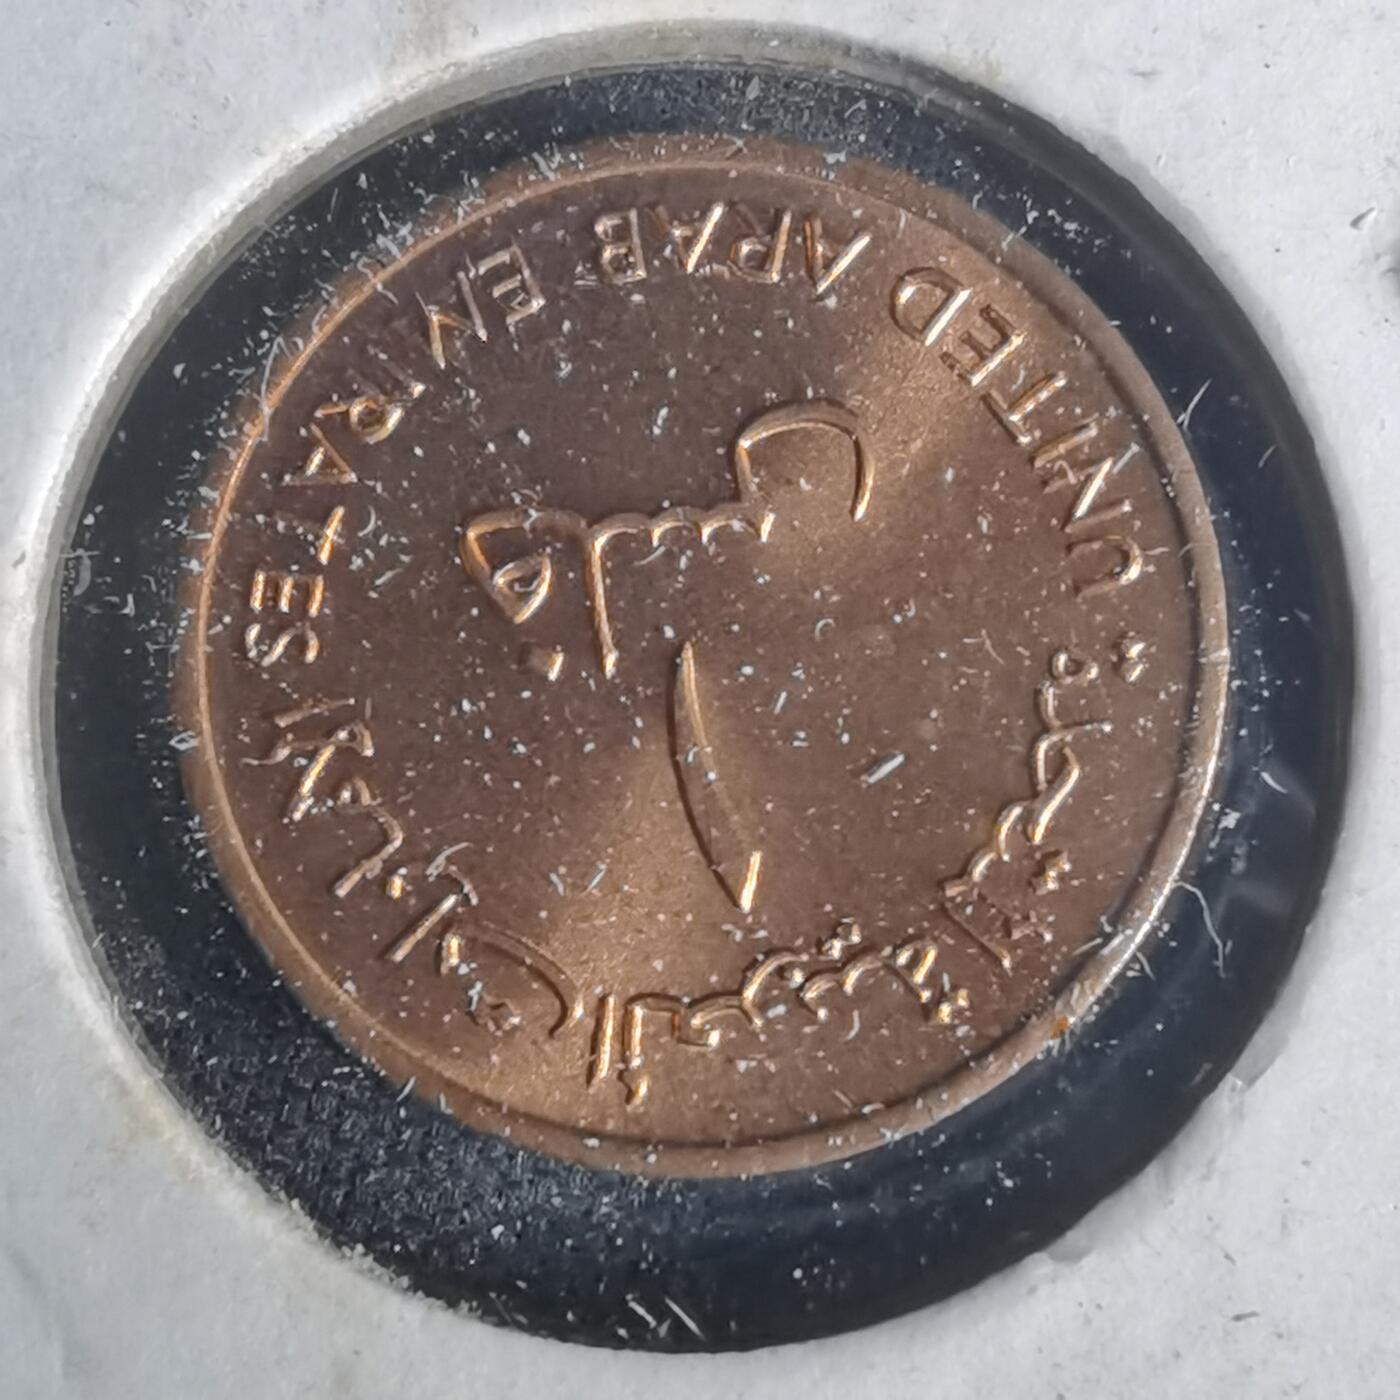 الإمارات العربية المتحدة
١
فلس
UNITED ARAB EMIRATES